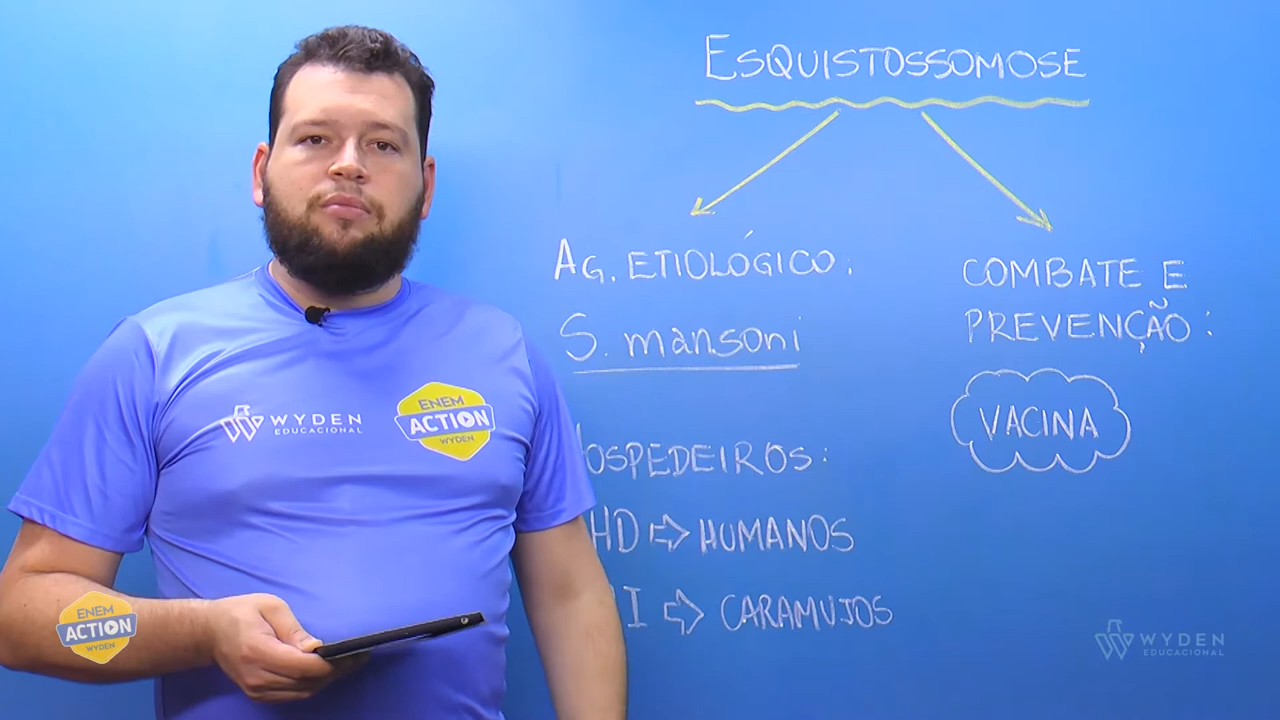 ESQUISTOSSOMOSE
AG. ETIOLÓGICO:
S. mansoni
COMBATE E
PREVENÇÃO:
VACINA
HOSPEDEIROS:
HD ⇨ HUMANOS
I ⇨ CARAMUJOS
WYDEN
EDUCACIONAL
ENEM
ACTION
WYDEN
ENEM
ACTION
WYDEN
WYDEN
EDUCACIONAL